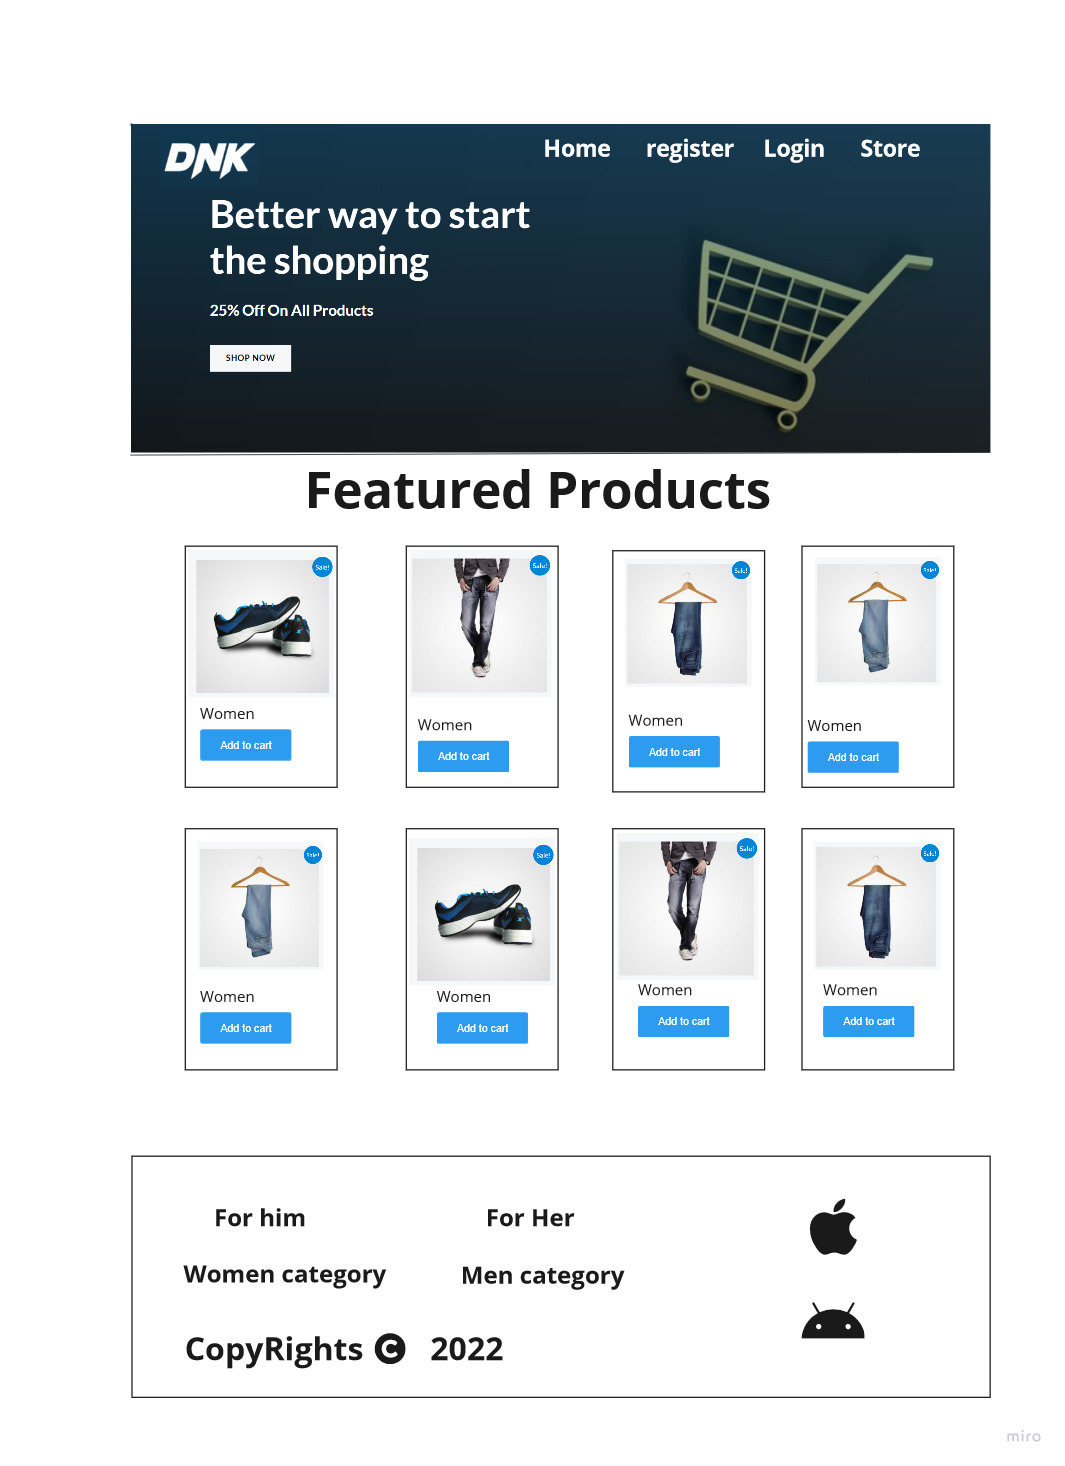 DNK
Home register Login Store
Better way to start
the shopping
25% Off On All Products
SHOP NOW
Featured Products
Sale!
Women
Add to cart
Sale!
Women
Add to cart
Sale!
Women
Add to cart
Sale!
Women
Add to cart
Sale!
Women
Add to cart
Sale!
Women
Add to cart
Sale!
Women
Add to cart
Sale!
Women
Add to cart
For him
For Her
Women category
Men category
CopyRights © 2022
miro